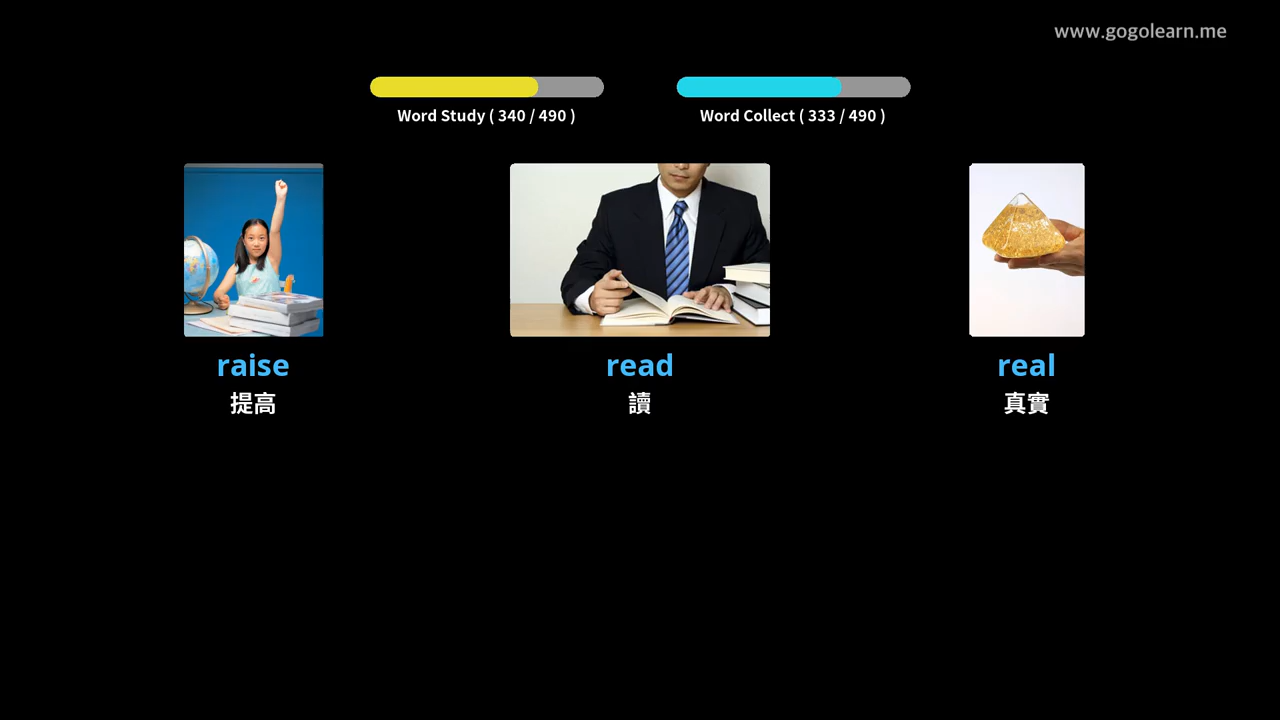 www.gogolearn.me
Word Study ( 340 / 490 )
Word Collect ( 333 / 490 )
raise
提高
read
讀
real
真實